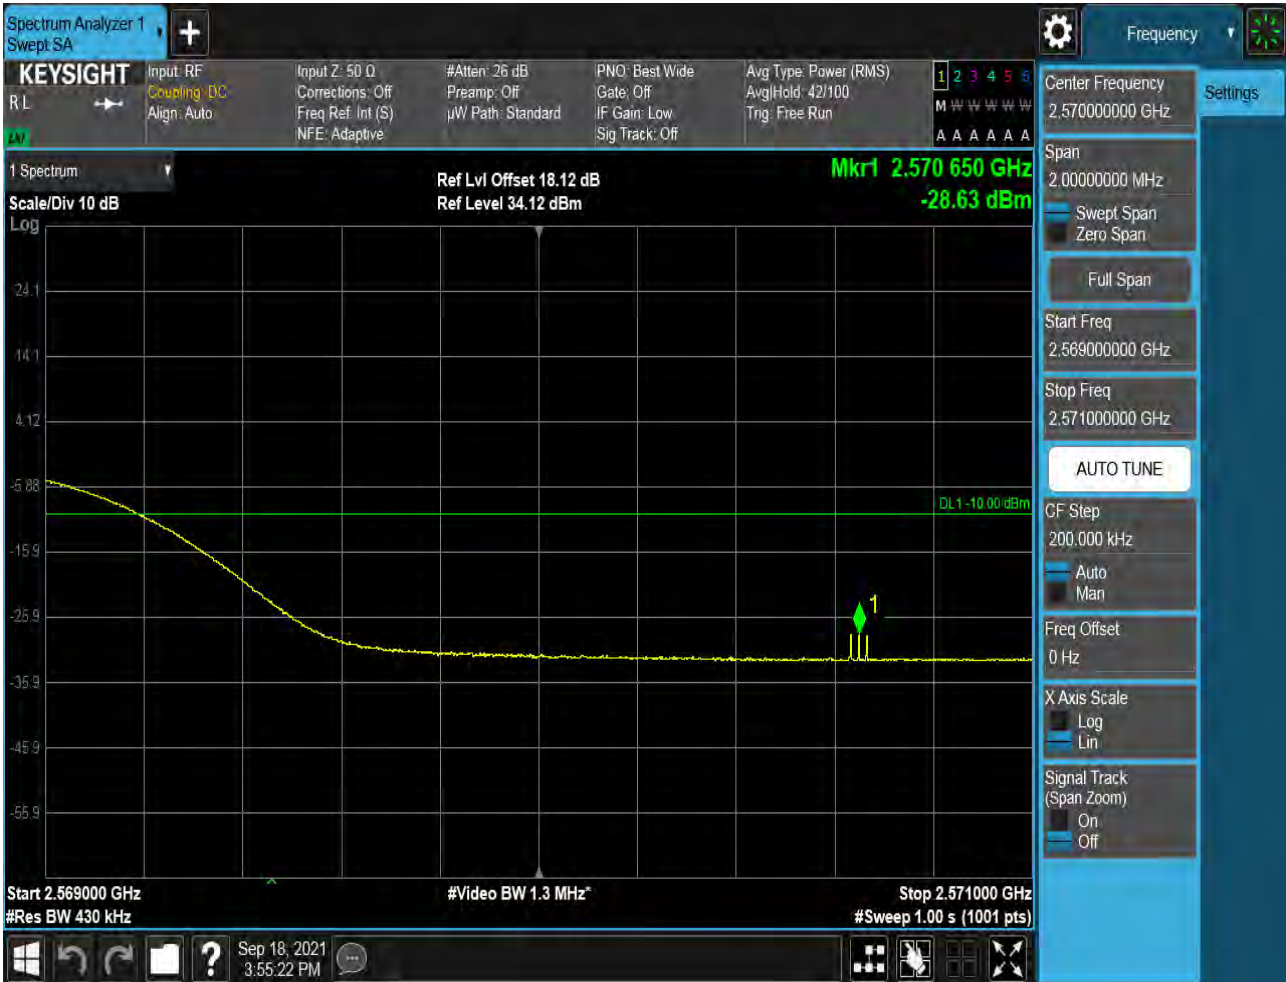 Spectrum Analyzer 1
Swept SA
+
Frequency
KEYSIGHT
R L
LXI
Input: RF
Coupling: DC
Align: Auto
Input Z: 50 Ω
Corrections: Off
Freq Ref: Int (S)
NFE: Adaptive
#Atten: 26 dB
Preamp: Off
µW Path: Standard
PNO: Best Wide
Gate: Off
IF Gain: Low
Sig Track: Off
Avg Type: Power (RMS)
Avg|Hold: 42/100
Trig: Free Run
1 2 3 4 5 6
M W W W W W
A A A A A A
1 Spectrum
Scale/Div 10 dB
Log
Ref Lvl Offset 18.12 dB
Ref Level 34.12 dBm
Mkr1 2.570 650 GHz
-28.63 dBm
24.1
14.1
4.12
-5.88
-15.9
-25.9
-35.9
-45.9
-55.9
DL1 -10.00 dBm
1
Start 2.569000 GHz
#Res BW 430 kHz
#Video BW 1.3 MHz*
Stop 2.571000 GHz
#Sweep 1.00 s (1001 pts)
Center Frequency
2.570000000 GHz
Settings
Span
2.00000000 MHz
Swept Span
Zero Span
Full Span
Start Freq
2.569000000 GHz
Stop Freq
2.571000000 GHz
AUTO TUNE
CF Step
200.000 kHz
Auto
Man
Freq Offset
0 Hz
X Axis Scale
Log
Lin
Signal Track
(Span Zoom)
On
Off
?
Sep 18, 2021
3:55:22 PM